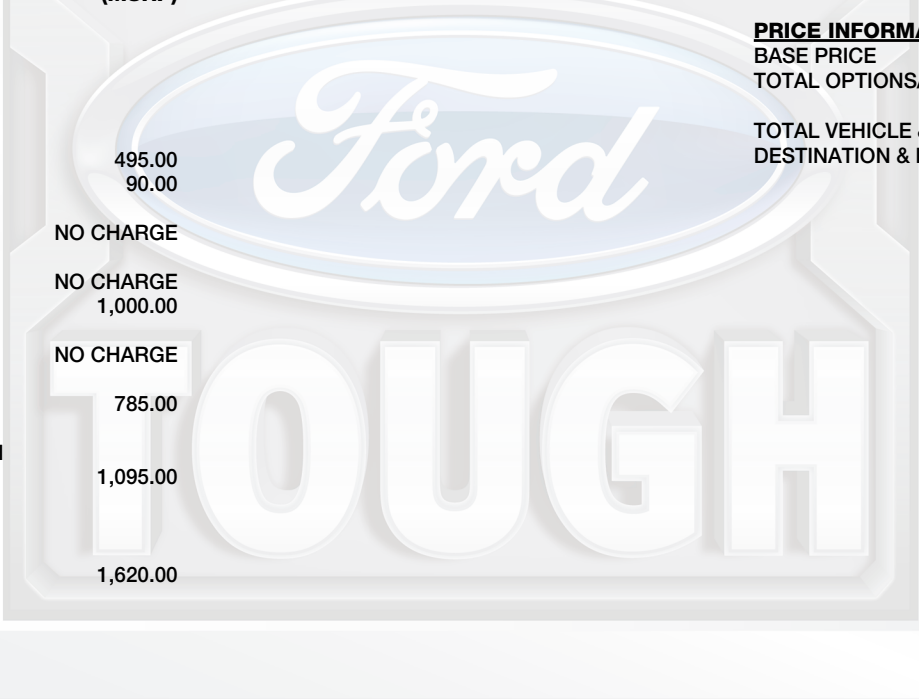 PRICE INFORMA
BASE PRICE
TOTAL OPTIONS
TOTAL VEHICLE
DESTINATION &
495.00
90.00
NO CHARGE
NO CHARGE
1,000.00
NO CHARGE
785.00
1,095.00
1,620.00
Ford
TOUGH